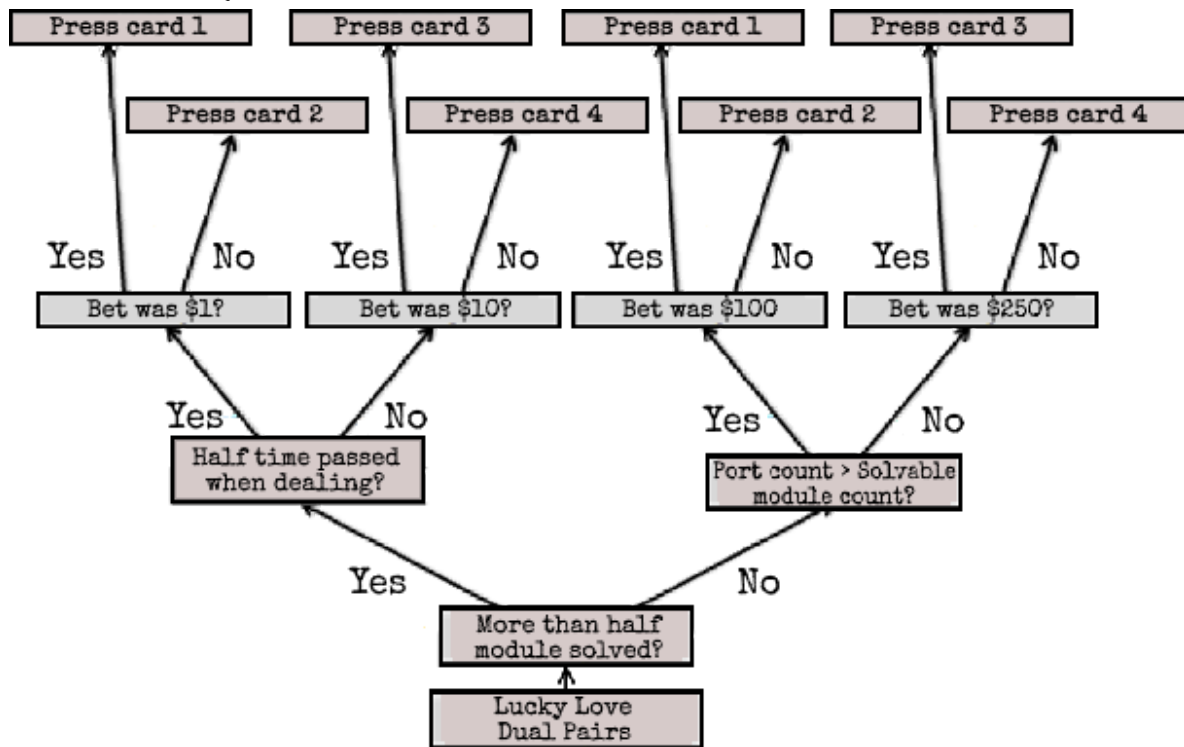 Press card 1
Press card 3
Press card 1
Press card 3
Press card 2
Press card 4
Press card 2
Press card 4
Yes
No
Yes
No
Yes
No
Yes
No
Bet was $1?
Bet was $10?
Bet was $100
Bet was $250?
Yes
No
Yes
No
Half time passed
when dealing?
Port count > Solvable
module count?
Yes
No
More than half
module solved?
Lucky Love
Dual Pairs